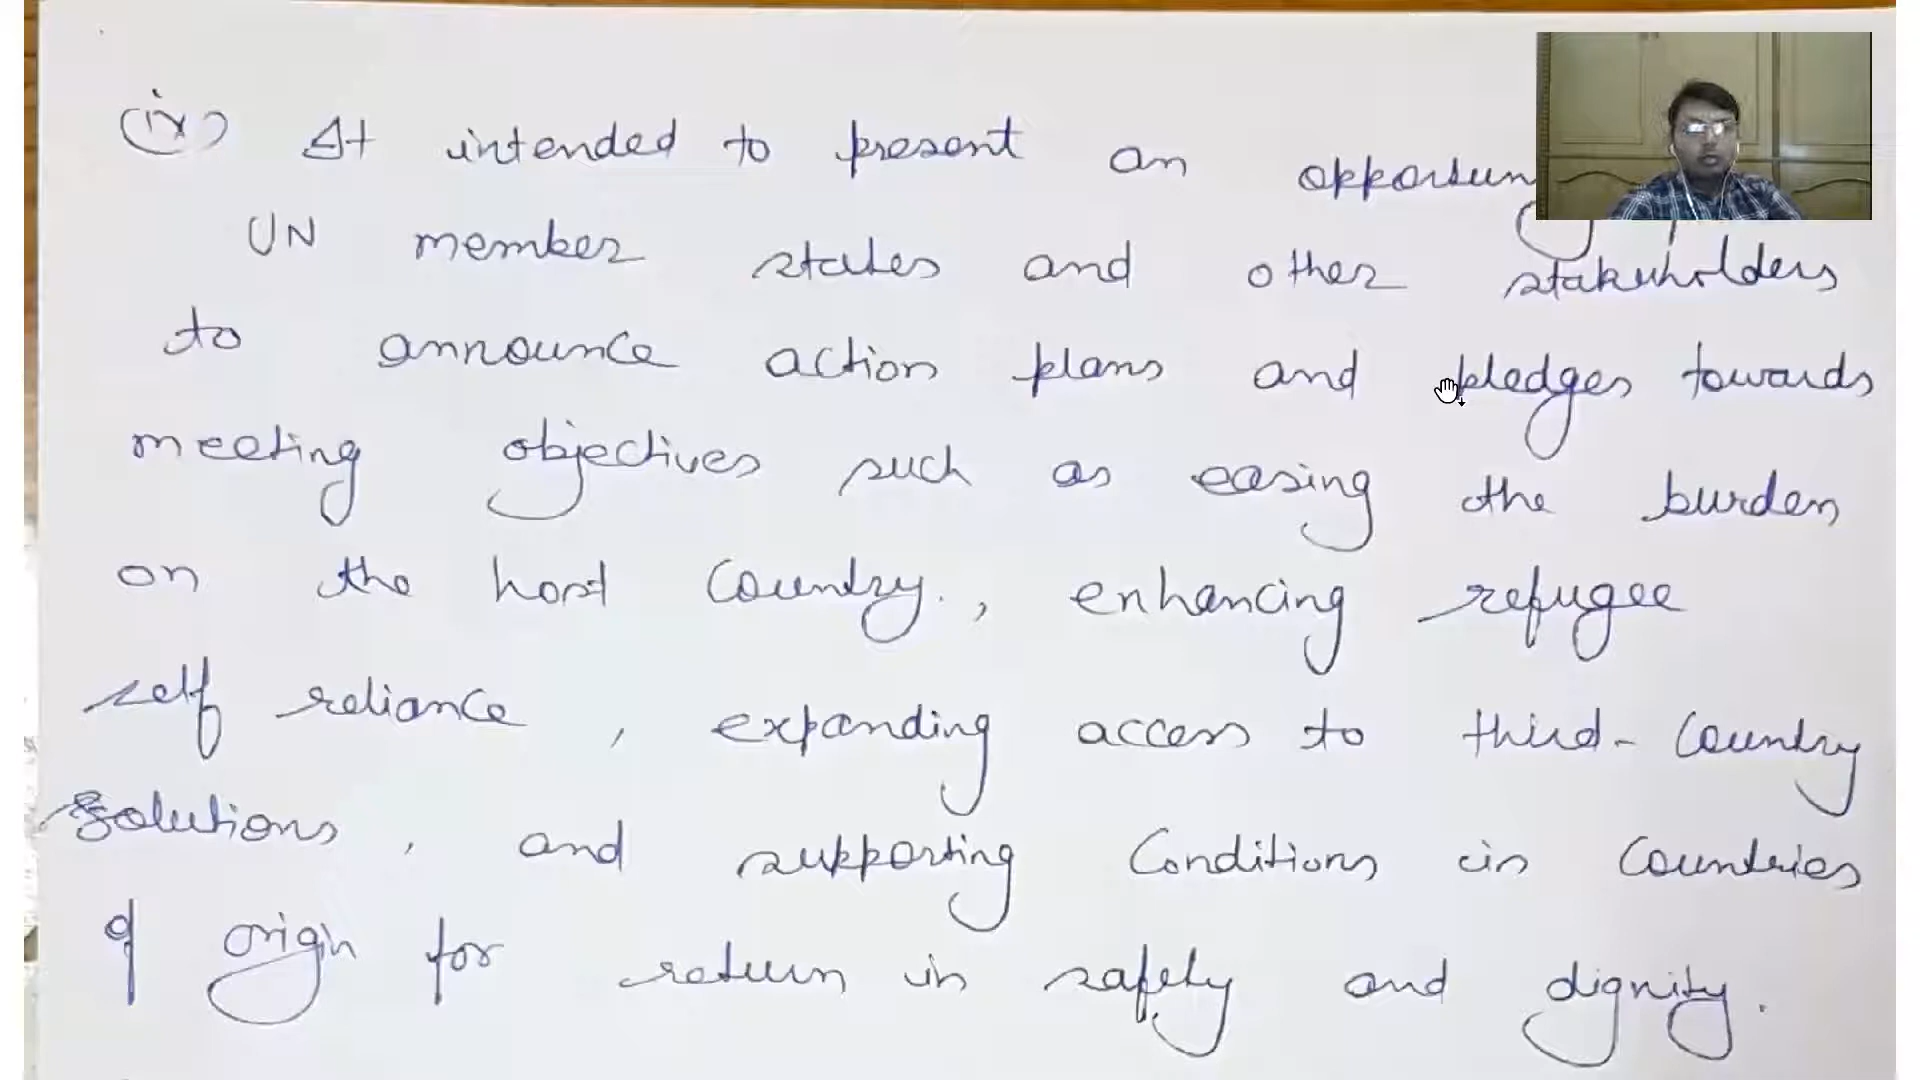 (ix) It intended to present an opportun
UN member states and other stakeholders
to announce action plans and pledges towards
meeting objectives such as easing the burden
on the host country., enhancing refugee
self reliance, expanding access to third-country
solutions, and supporting conditions in countries
of origin for return in safety and dignity.